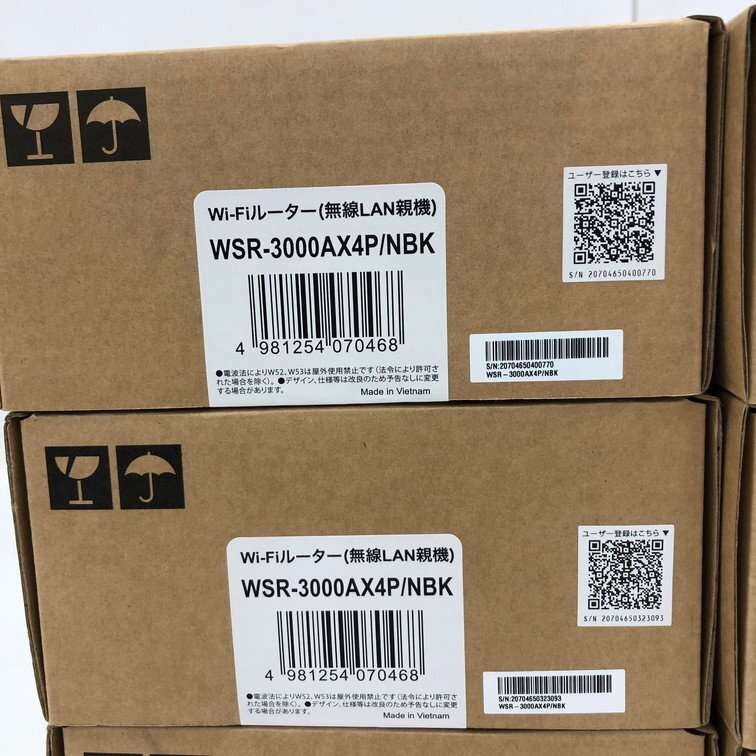 ユーザー登録はこちら▼
S/N 20704650400770
Wi-Fiルーター(無線LAN親機)
WSR-3000AX4P/NBK
4 981254 070468
●電波法によりW52、W53は屋外使用禁止です(法令により許可さ
れた場合を除く)。●デザイン、仕様等は改良のため予告なしに変更
する場合があります。
Made in Vietnam
S/N:20704650400770
WSR-3000AX4P/NBK
ユーザー登録はこちら▼
S/N 20704650323093
Wi-Fiルーター(無線LAN親機)
WSR-3000AX4P/NBK
4 981254 070468
●電波法によりW52、W53は屋外使用禁止です(法令により許可さ
れた場合を除く)。●デザイン、仕様等は改良のため予告なしに変更
する場合があります。
Made in Vietnam
S/N:20704650323093
WSR-3000AX4P/NBK